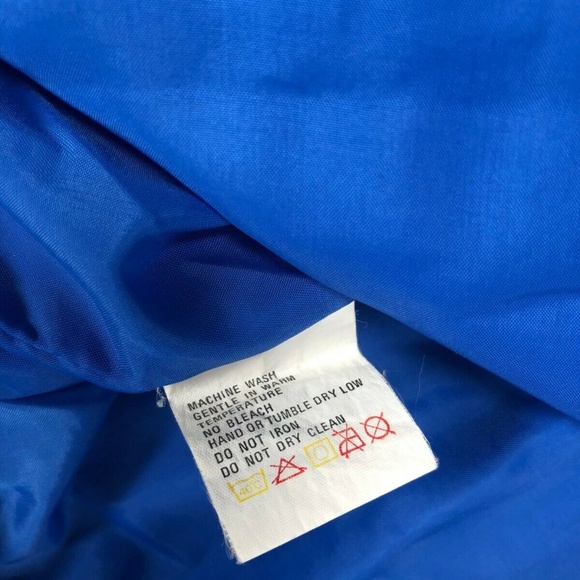 MACHINE WASH
GENTLE IN WARM
TEMPERATURE
NO BLEACH
HAND OR TUMBLE DRY LOW
DO NOT IRON
DO NOT DRY CLEAN
40°C